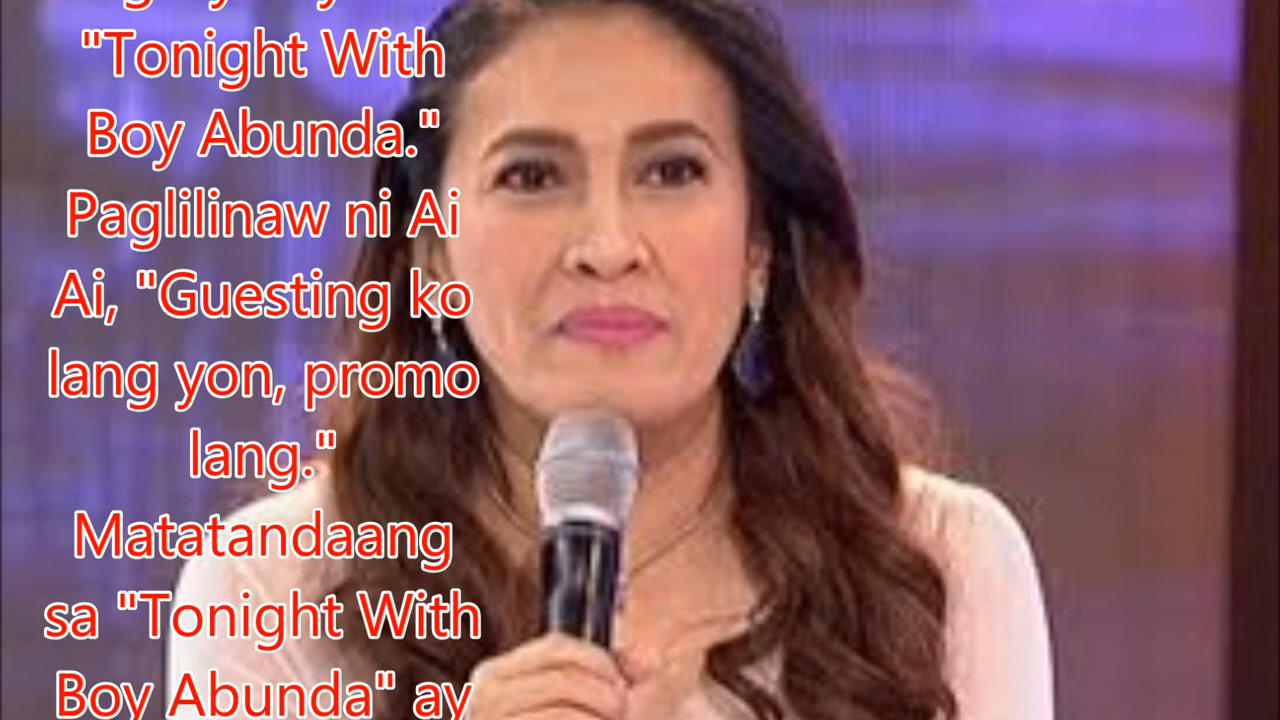 "Tonight With
Boy Abunda."
Paglilinaw ni Ai
Ai, "Guesting ko
lang yon, promo
lang."
Matatandaang
sa "Tonight With
Boy Abunda" ay